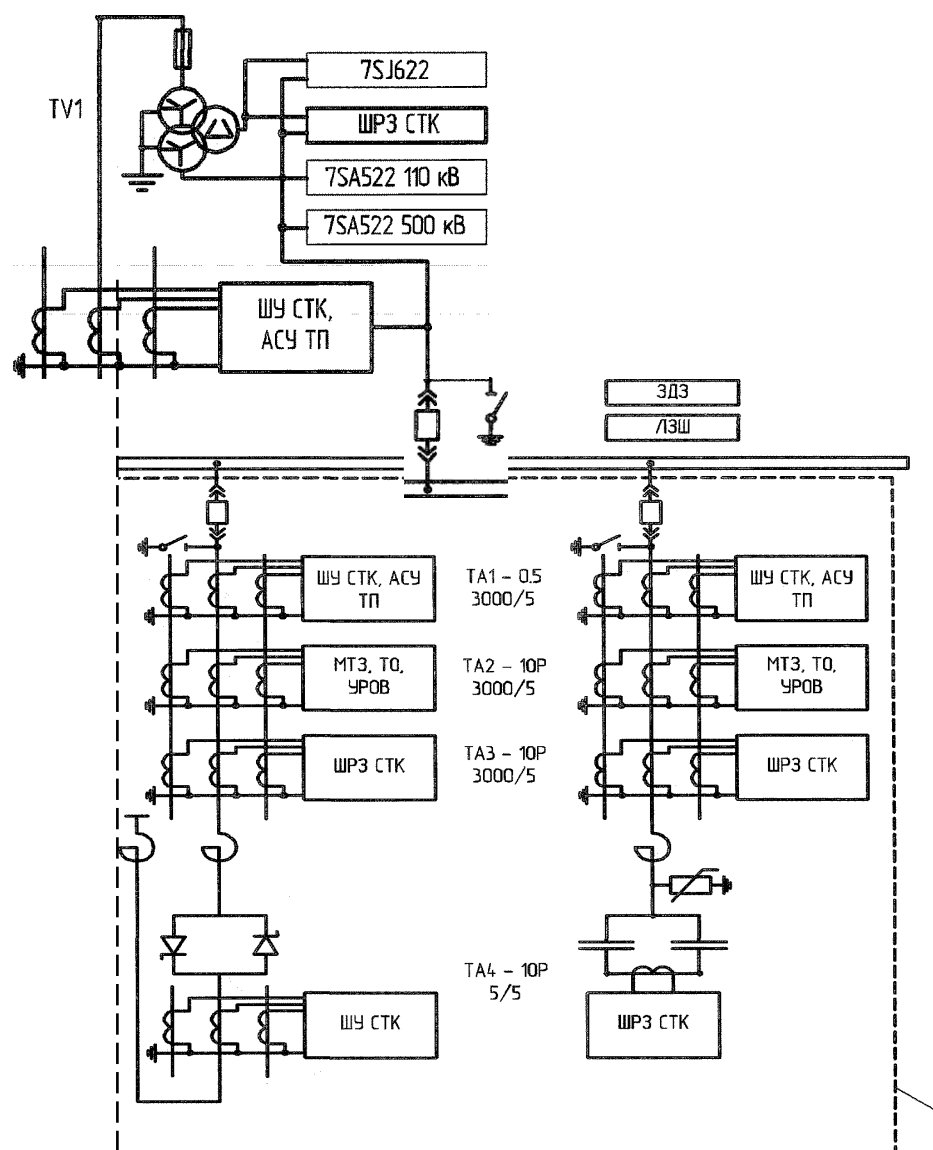 TV1
7SJ622
ШРЗ СТК
7SA522 110 кВ
7SA522 500 кВ
ШУ СТК,
АСУ ТП
ЗДЗ
ЛЗШ
ШУ СТК, АСУ
ТП
ТА1 – 0.5
3000/5
ШУ СТК, АСУ
ТП
МТЗ, ТО,
УРОВ
ТА2 – 10Р
3000/5
МТЗ, ТО,
УРОВ
ШРЗ СТК
ТА3 – 10Р
3000/5
ШРЗ СТК
ТА4 – 10Р
5/5
ШУ СТК
ШРЗ СТК